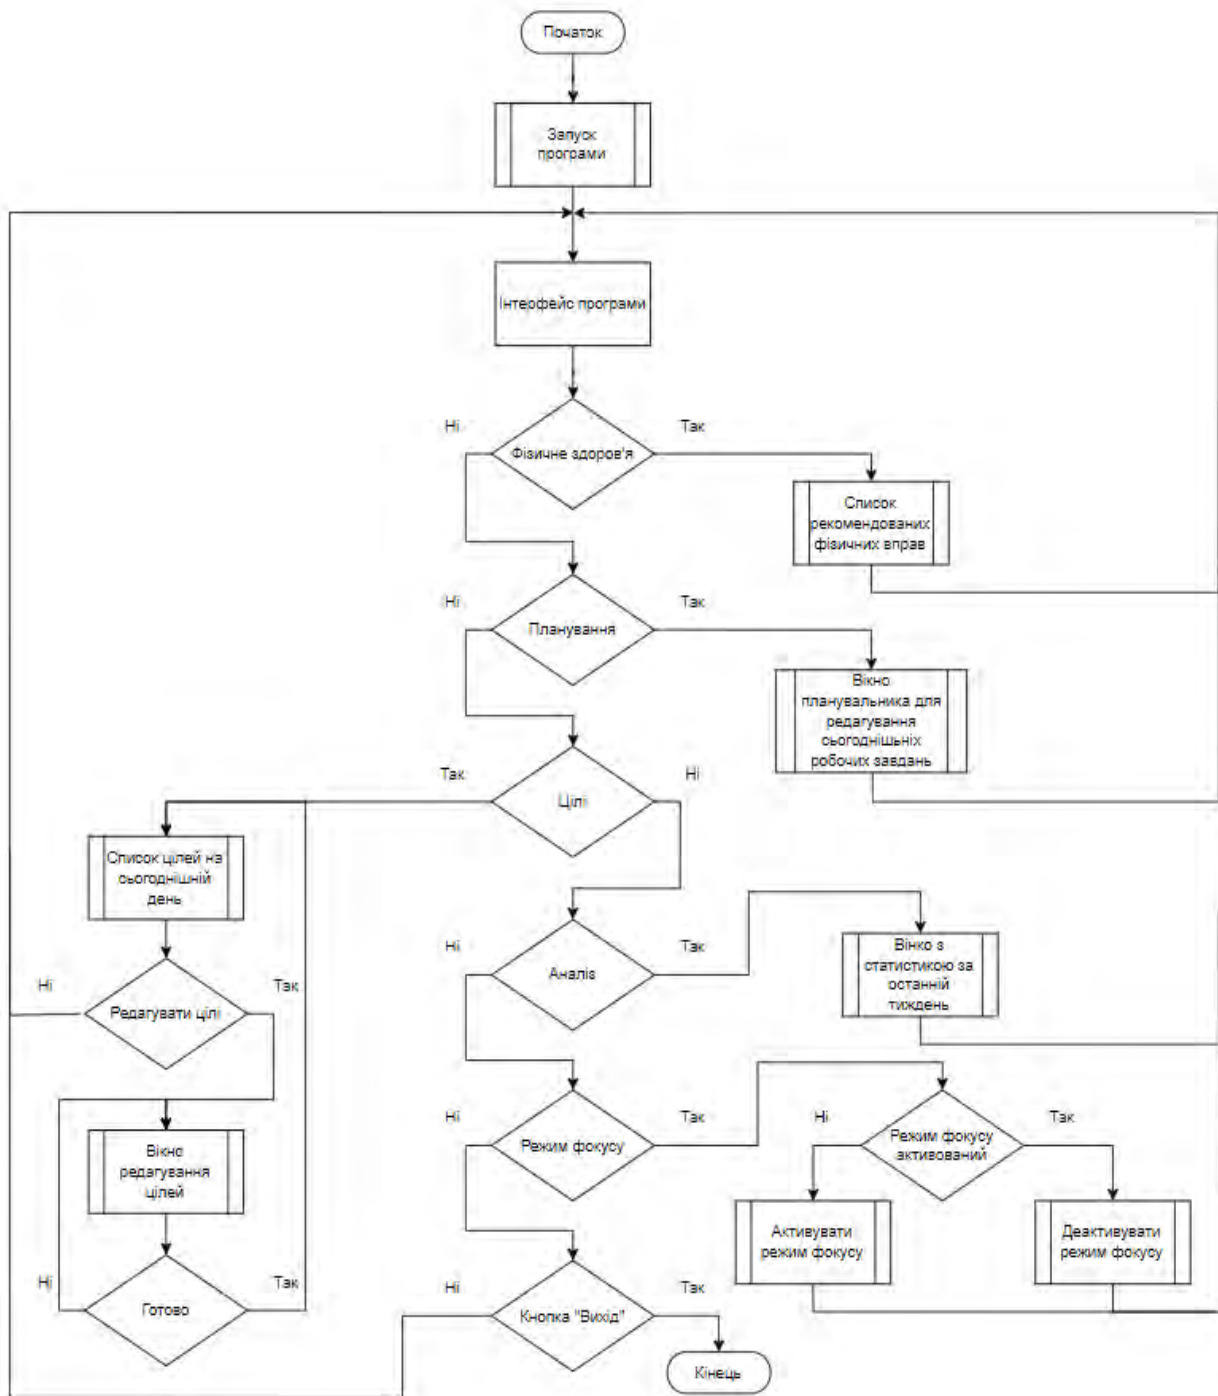 Початок
Запуск
програми
Інтерфейс програми
Ні
Так
Фізичне здоров'я
Список
рекомендованих
фізичних вправ
Ні
Так
Планування
Вікно
планувальника для
редагування
сьогоднішьніх
робочих завдань
Так
Ні
Цілі
Список цілей на
сьогоднішній
день
Ні
Так
Аналіз
Вінко з
статистикою за
останній
тиждень
Ні
Так
Редагувати цілі
Ні
Так
Режим фокусу
Ні
Так
Режим фокусу
активований
Вікно
редагування
цілей
Активувати
режим фокусу
Деактивувати
режим фокусу
Ні
Так
Готово
Ні
Так
Кнопка "Вихід"
Кінець